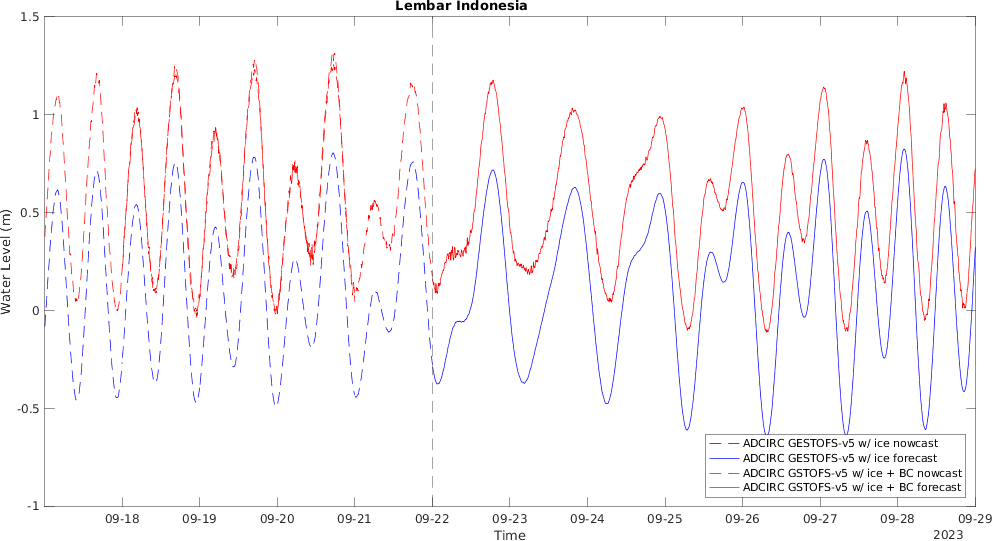 Lembar Indonesia
Water Level (m)
1.5
1
0.5
0
-0.5
-1
ADCIRC GESTOFS-v5 w/ ice nowcast
ADCIRC GESTOFS-v5 w/ ice forecast
ADCIRC GSTOFS-v5 w/ ice + BC nowcast
ADCIRC GSTOFS-v5 w/ ice + BC forecast
09-18 09-19 09-20 09-21 09-22 09-23 09-24 09-25 09-26 09-27 09-28 09-29
Time
2023